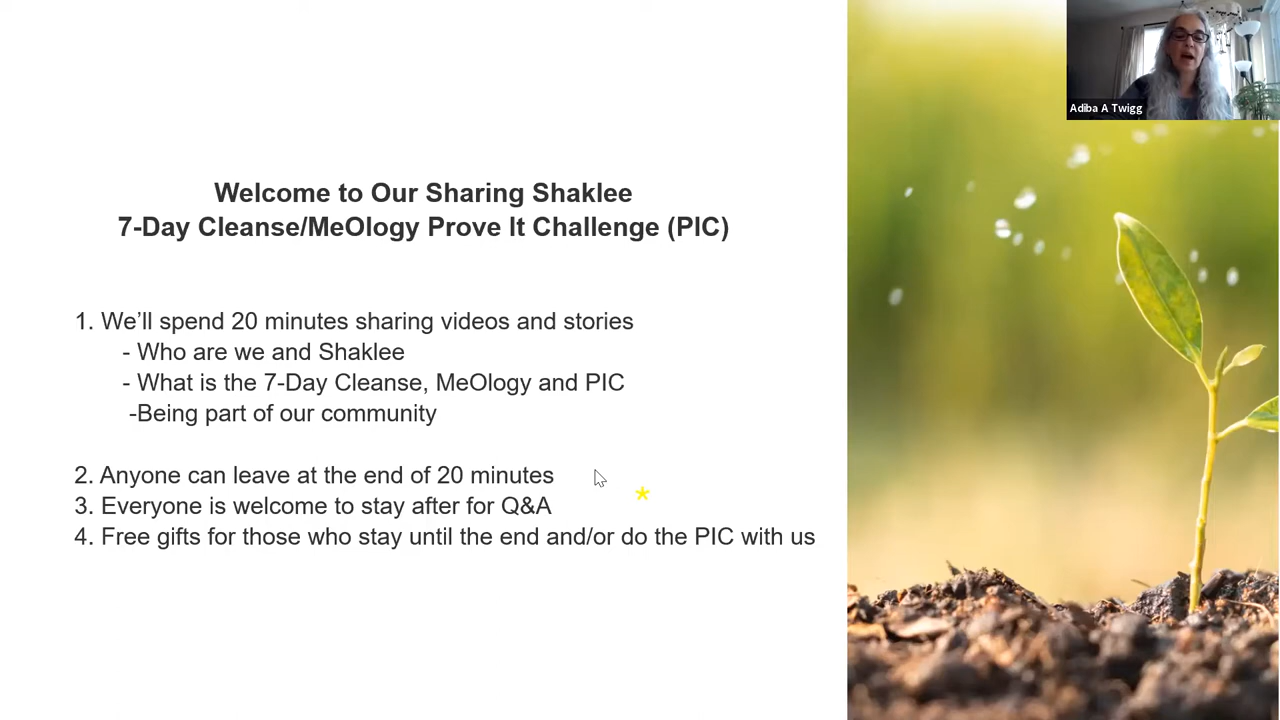 Adiba A Twigg
Welcome to Our Sharing Shaklee
7-Day Cleanse/MeOlogy Prove It Challenge (PIC)
1. We’ll spend 20 minutes sharing videos and stories
- Who are we and Shaklee
- What is the 7-Day Cleanse, MeOlogy and PIC
-Being part of our community
2. Anyone can leave at the end of 20 minutes
*
3. Everyone is welcome to stay after for Q&A
4. Free gifts for those who stay until the end and/or do the PIC with us